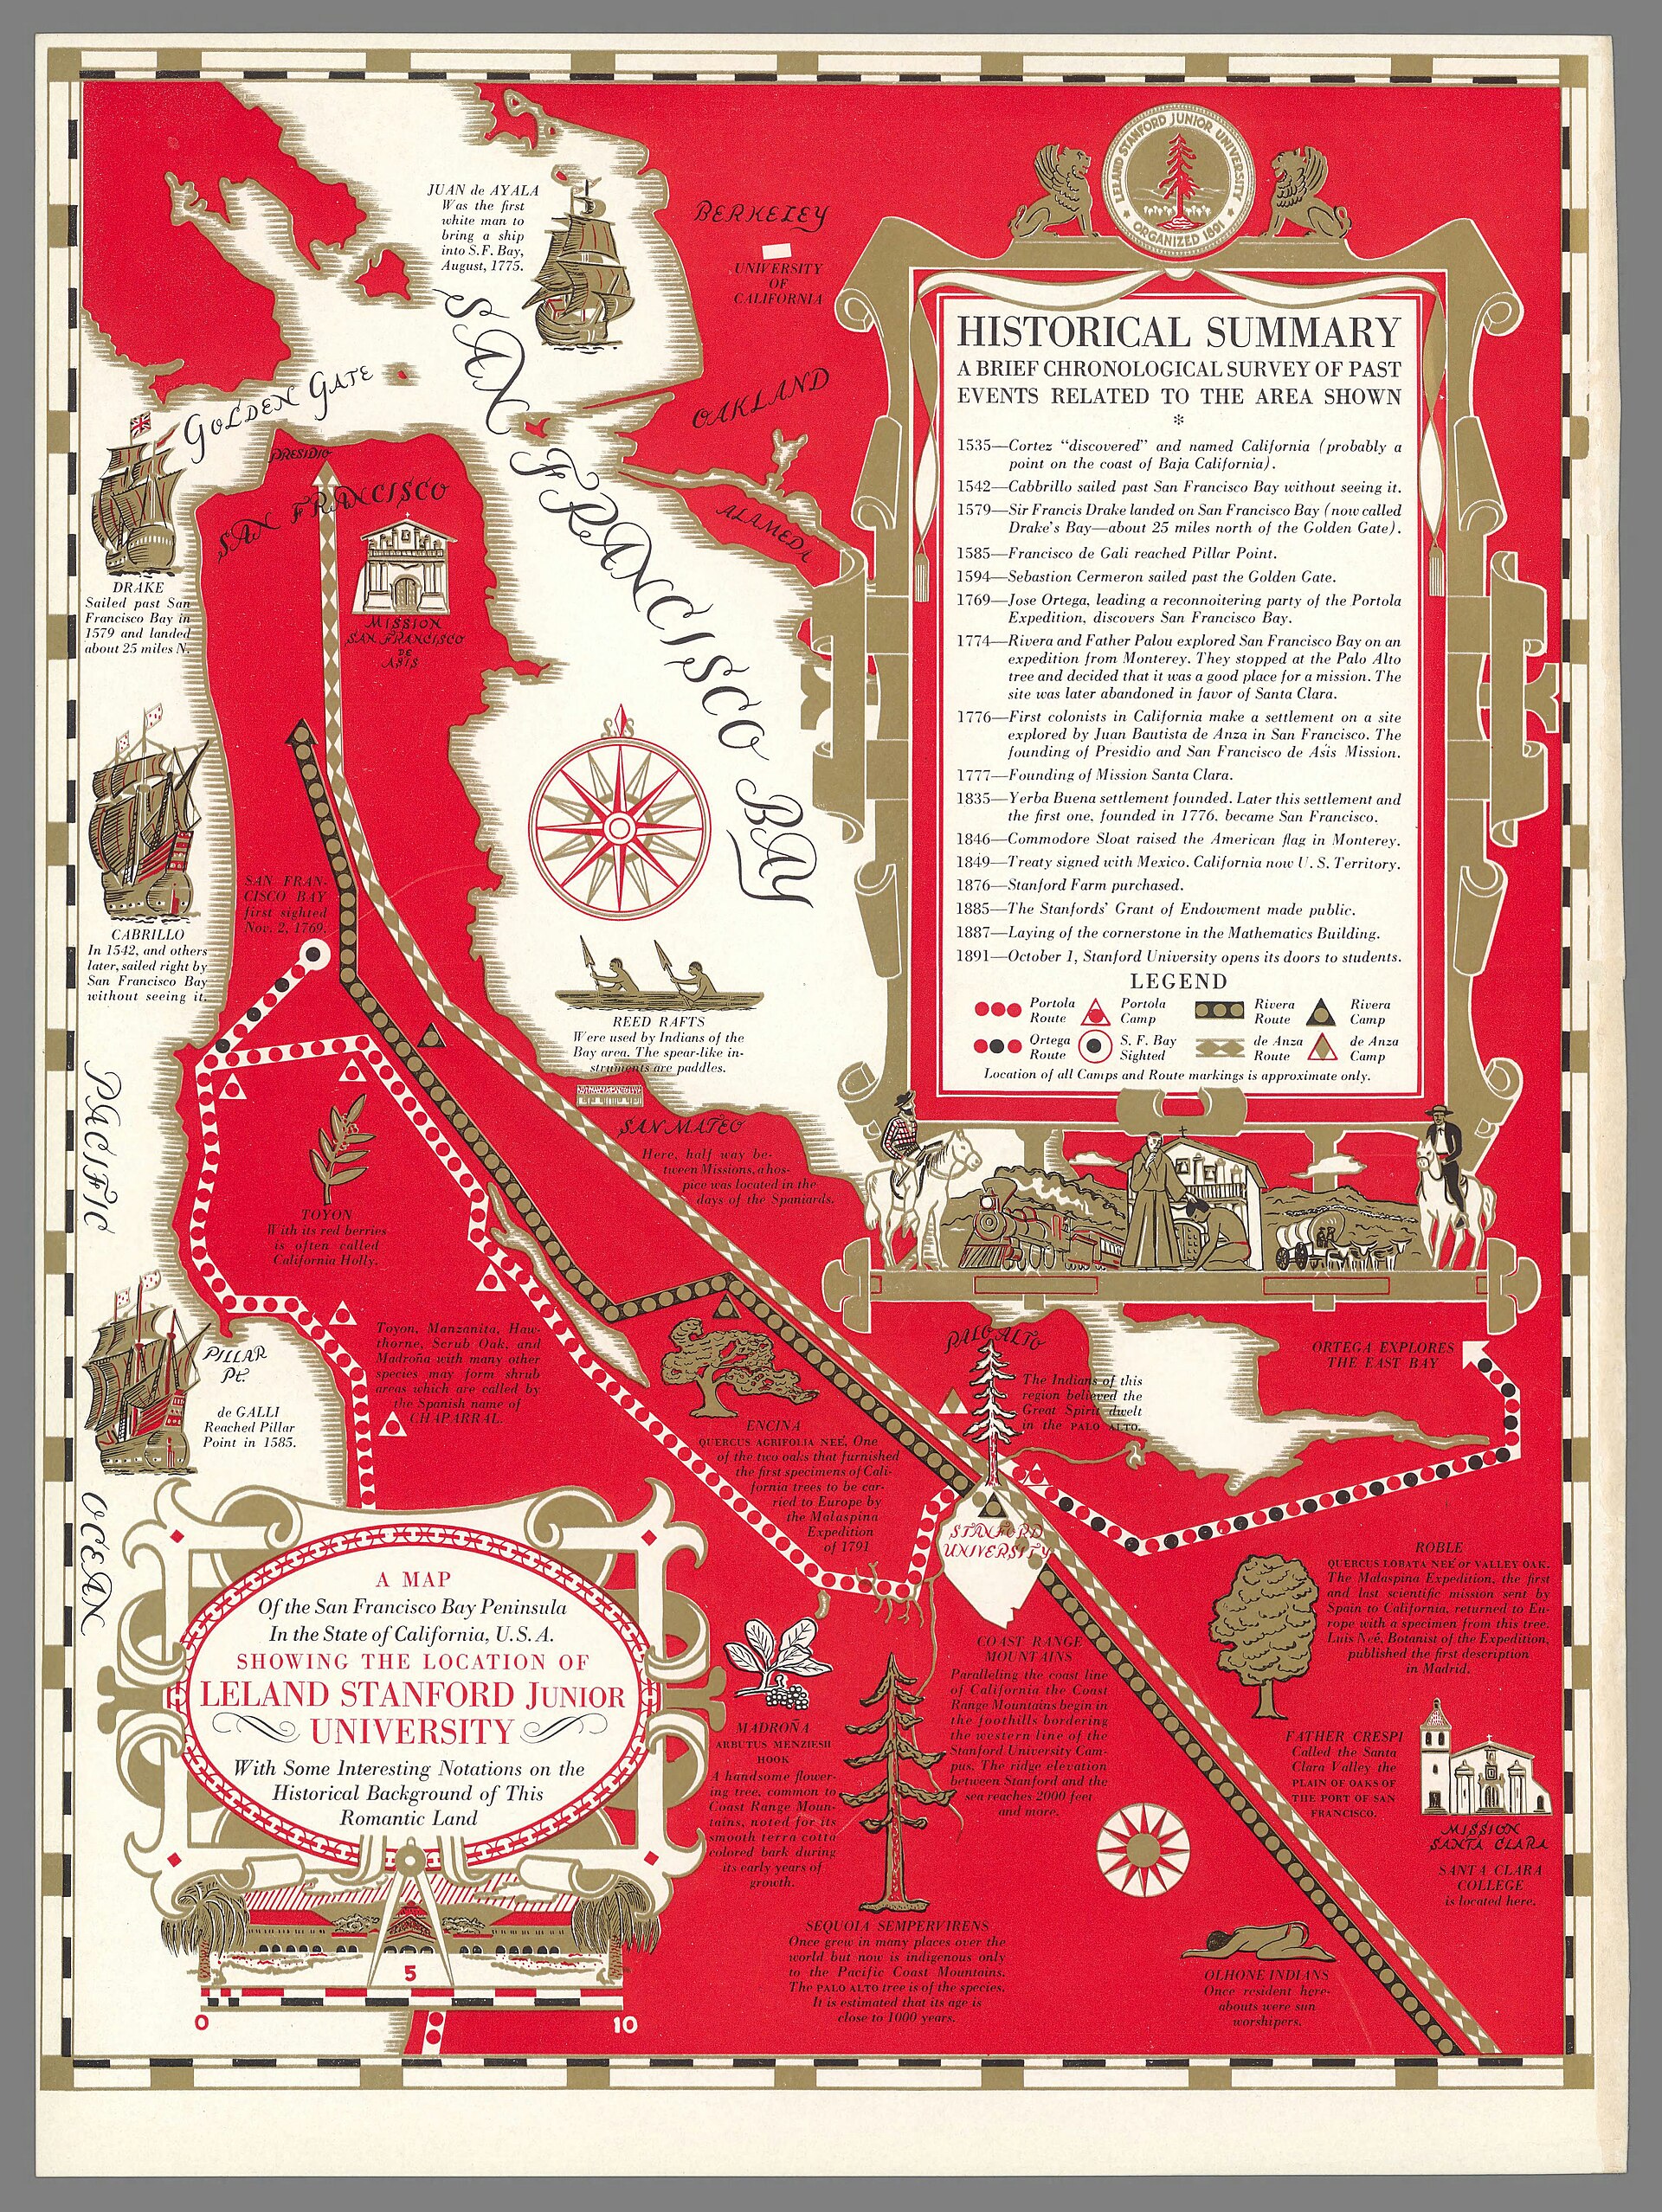 LELAND STANFORD JUNIOR UNIVERSITY
ORGANIZED 1891
JUAN de AYALA
Was the first
white man to
bring a ship
into S.F. Bay,
August, 1775.
BERKELEY
UNIVERSITY
OF
CALIFORNIA
SAN FRANCISCO BAY
GOLDEN GATE
OAKLAND
ALAMEDA
PRESIDIO
SAN FRANCISCO
MISSION
SAN FRANCISCO
DE
ASIS
DRAKE
Sailed past San
Francisco Bay in
1579 and landed
about 25 miles N.
CABRILLO
In 1542, and others
later, sailed right by
San Francisco Bay
without seeing it.
SAN FRAN-
CISCO BAY
first sighted
Nov. 2, 1769.
REED RAFTS
Were used by Indians of the
Bay area. The spear-like in-
struments are paddles.
SAN MATEO
Here, half way be-
tween Missions, a hos-
pice was located in the
days of the Spaniards.
PACIFIC
OCEAN
TOYON
With its red berries
is often called
California Holly.
Toyon, Manzanita, Haw-
thorne, Scrub Oak, and
Madroña with many other
species may form shrub
areas which are called by
the Spanish name of
CHAPARRAL.
PILLAR
Pt.
de GALLI
Reached Pillar
Point in 1585.
HISTORICAL SUMMARY
A BRIEF CHRONOLOGICAL SURVEY OF PAST
EVENTS RELATED TO THE AREA SHOWN
*
1535—Cortez "discovered" and named California (probably a
point on the coast of Baja California).
1542—Cabbrillo sailed past San Francisco Bay without seeing it.
1579—Sir Francis Drake landed on San Francisco Bay (now called
Drake's Bay—about 25 miles north of the Golden Gate).
1585—Francisco de Gali reached Pillar Point.
1594—Sebastion Cermeron sailed past the Golden Gate.
1769—Jose Ortega, leading a reconnoitering party of the Portola
Expedition, discovers San Francisco Bay.
1774—Rivera and Father Palou explored San Francisco Bay on an
expedition from Monterey. They stopped at the Palo Alto
tree and decided that it was a good place for a mission. The
site was later abandoned in favor of Santa Clara.
1776—First colonists in California make a settlement on a site
explored by Juan Bautista de Anza in San Francisco. The
founding of Presidio and San Francisco de Asis Mission.
1777—Founding of Mission Santa Clara.
1835—Yerba Buena settlement founded. Later this settlement and
the first one, founded in 1776, became San Francisco.
1846—Commodore Sloat raised the American flag in Monterey.
1849—Treaty signed with Mexico. California now U. S. Territory.
1876—Stanford Farm purchased.
1885—The Stanfords' Grant of Endowment made public.
1887—Laying of the cornerstone in the Mathematics Building.
1891—October 1, Stanford University opens its doors to students.
LEGEND
Portola Route
Portola Camp
Rivera Route
Rivera Camp
Ortega Route
S. F. Bay Sighted
de Anza Route
de Anza Camp
Location of all Camps and Route markings is approximate only.
ENCINA
QUERCUS AGRIFOLIA NEÉ, One
of the two oaks that furnished
the first specimens of Cali-
fornia trees to be car-
ried to Europe by
the Malaspina
Expedition
of 1791
PALO ALTO
The Indians of this
region believed the
Great Spirit dwelt
in the PALO ALTO.
ORTEGA EXPLORES
THE EAST BAY
STANFORD
UNIVERSITY
ROBLE
QUERCUS LOBATA NEÉ or VALLEY OAK.
The Malaspina Expedition, the first
and last scientific mission sent by
Spain to California, returned to Eu-
rope with a specimen from this tree.
Luis Neé, Botanist of the Expedition,
published the first description
in Madrid.
A MAP
Of the San Francisco Bay Peninsula
In the State of California, U.S.A.
SHOWING THE LOCATION OF
LELAND STANFORD JUNIOR
UNIVERSITY
With Some Interesting Notations on the
Historical Background of This
Romantic Land
5
0
10
MADROÑA
ARBUTUS MENZIESII
HOOK
A handsome flower-
ing tree, common to
Coast Range Moun-
tains, noted for its
smooth terra cotta
colored bark during
its early years of
growth.
COAST RANGE
MOUNTAINS
Paralleling the coast line
of California the Coast
Range Mountains begin in
the foothills bordering
the western line of the
Stanford University Cam-
pus. The ridge elevation
between Stanford and the
sea reaches 2000 feet
and more.
FATHER CRESPI
Called the Santa
Clara Valley the
PLAIN OF OAKS OF
THE PORT OF SAN
FRANCISCO.
MISSION
SANTA CLARA
SANTA CLARA
COLLEGE
is located here.
SEQUOIA SEMPERVIRENS
Once grew in many places over the
world but now is indigenous only
to the Pacific Coast Mountains.
The PALO ALTO tree is of the species.
It is estimated that its age is
close to 1000 years.
OLHONE INDIANS
Once resident here-
abouts were sun
worshipers.